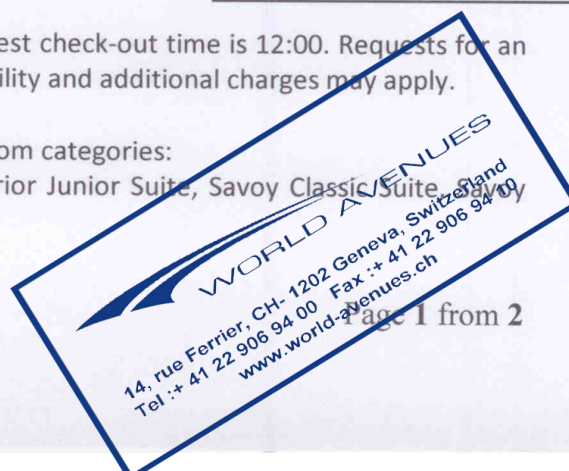 est check-out time is 12:00. Requests for an
ility and additional charges may apply.
om categories:
rior Junior Suite, Savoy Classic Suite, Savoy
WORLD AVENUES
14, rue Ferrier, CH- 1202 Geneva, Switzerland
Tel :+ 41 22 906 94 00 Fax :+ 41 22 906 94 10
www.world-avenues.ch
Page 1 from 2